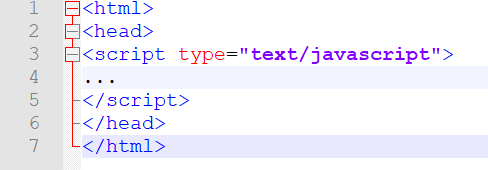 1 <html>
2 <head>
3 <script type="text/javascript">
4 ...
5 </script>
6 </head>
7 </html>